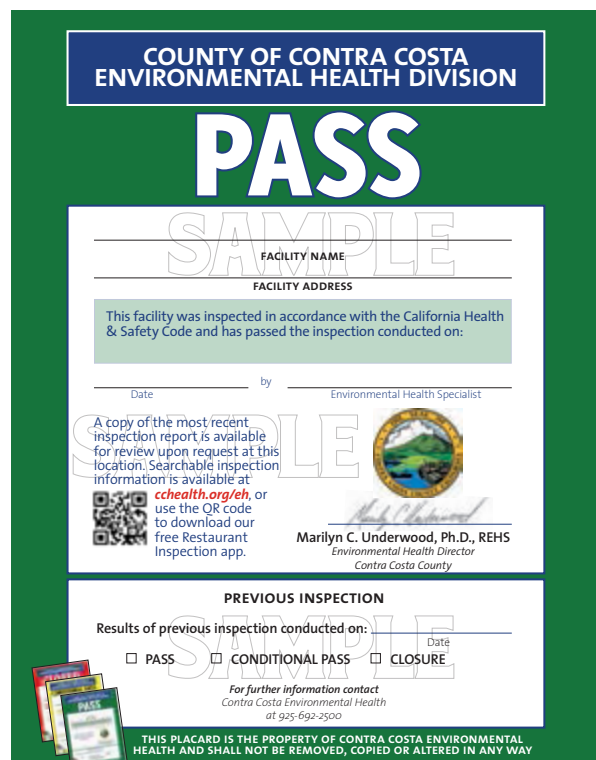 COUNTY OF CONTRA COSTA
ENVIRONMENTAL HEALTH DIVISION
PASS
SAMPLE
FACILITY NAME
FACILITY ADDRESS
This facility was inspected in accordance with the California Health
& Safety Code and has passed the inspection conducted on:
by
Date
Environmental Health Specialist
SAMPLE
A copy of the most recent
inspection report is available
for review upon request at this
location. Searchable inspection
information is available at
cchealth.org/eh, or
use the QR code
to download our
free Restaurant
Inspection app.
Marilyn C. Underwood
Marilyn C. Underwood, Ph.D., REHS
Environmental Health Director
Contra Costa County
PREVIOUS INSPECTION
SAMPLE
Results of previous inspection conducted on:
Date
☐ PASS ☐ CONDITIONAL PASS ☐ CLOSURE
For further information contact
Contra Costa Environmental Health
at 925-692-2500
THIS PLACARD IS THE PROPERTY OF CONTRA COSTA ENVIRONMENTAL
HEALTH AND SHALL NOT BE REMOVED, COPIED OR ALTERED IN ANY WAY